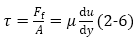 τ = F_f / A = μ du/dy (2-6)